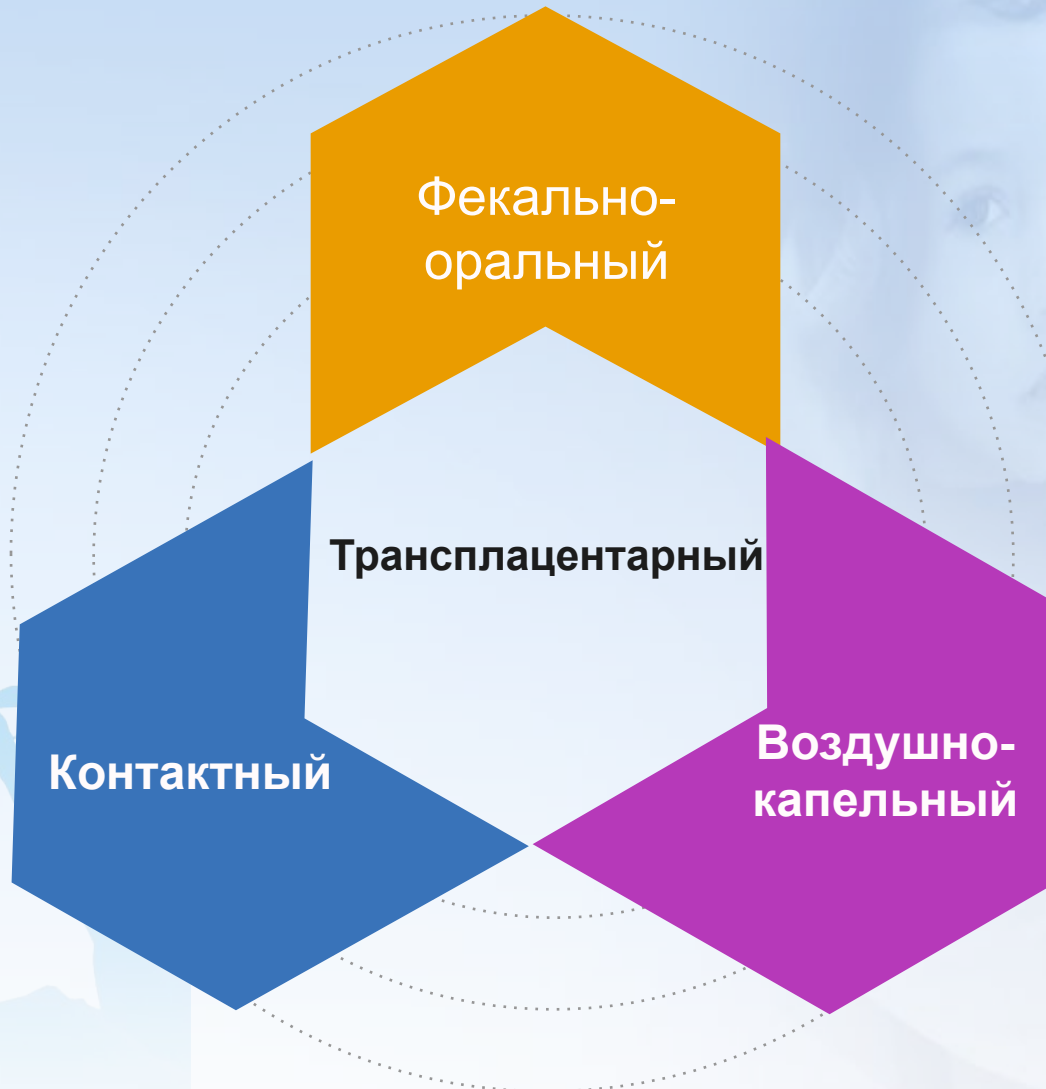 Фекально-
оральный
Трансплацентарный
Контактный
Воздушно-
капельный